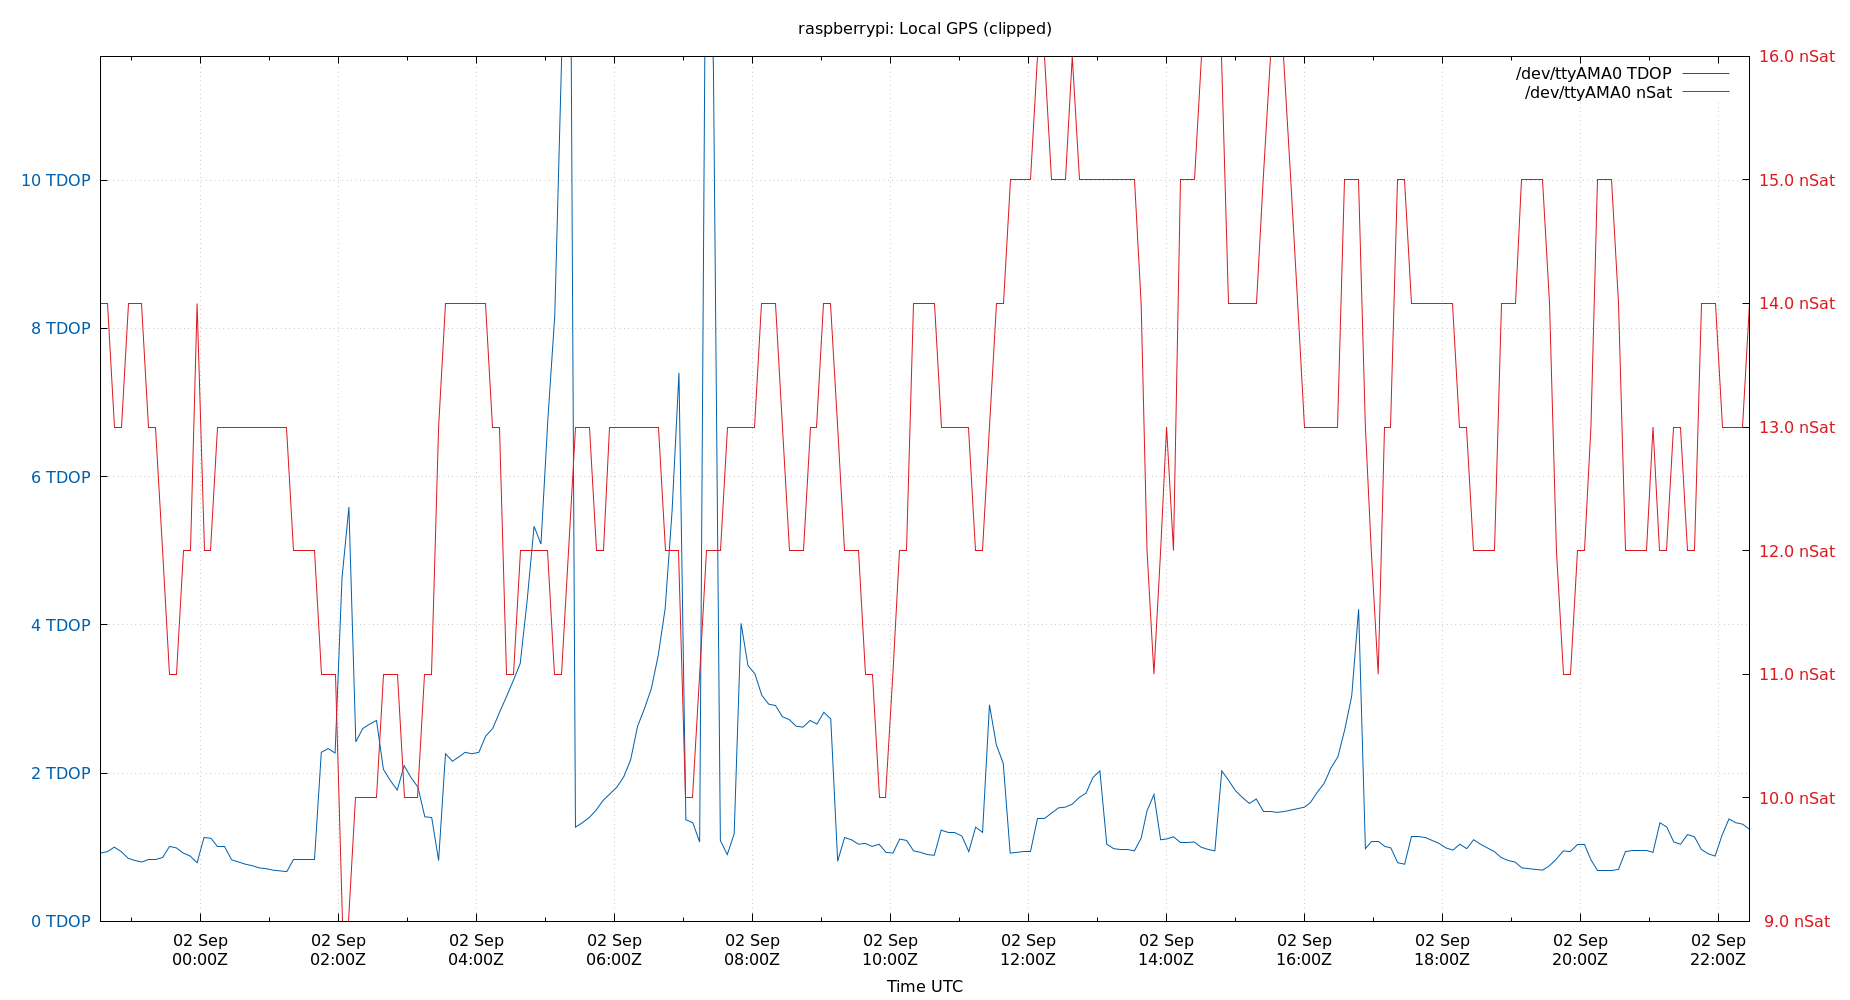 raspberrypi: Local GPS (clipped)
/dev/ttyAMA0 TDOP
/dev/ttyAMA0 nSat
10 TDOP
8 TDOP
6 TDOP
4 TDOP
2 TDOP
0 TDOP
16.0 nSat
15.0 nSat
14.0 nSat
13.0 nSat
12.0 nSat
11.0 nSat
10.0 nSat
9.0 nSat
02 Sep
00:00Z
02 Sep
02:00Z
02 Sep
04:00Z
02 Sep
06:00Z
02 Sep
08:00Z
02 Sep
10:00Z
02 Sep
12:00Z
02 Sep
14:00Z
02 Sep
16:00Z
02 Sep
18:00Z
02 Sep
20:00Z
02 Sep
22:00Z
Time UTC